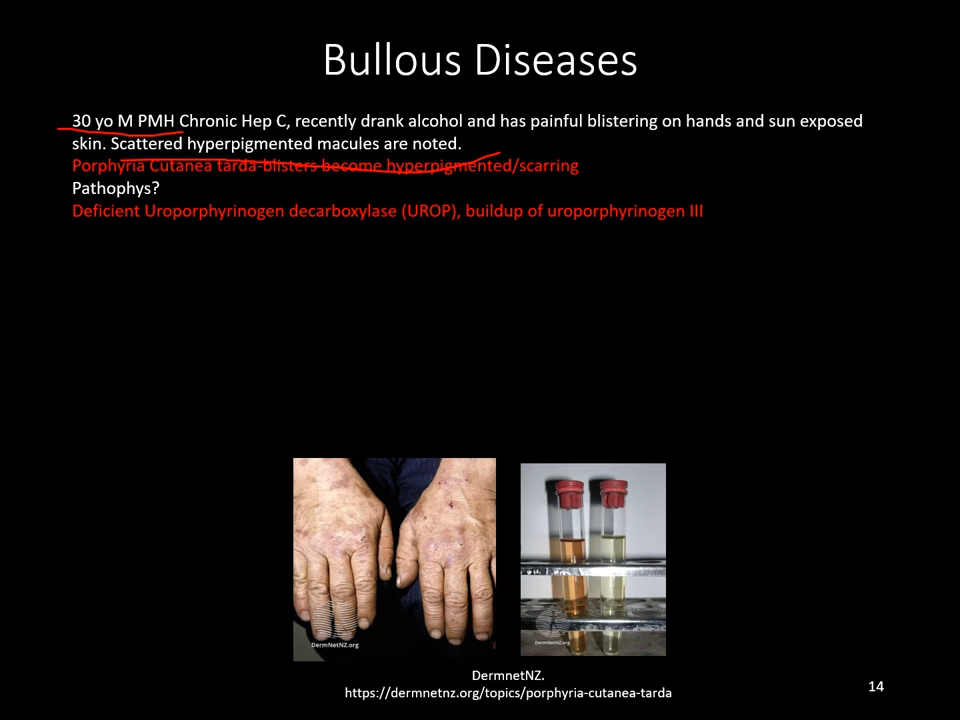 Bullous Diseases
30 yo M PMH Chronic Hep C, recently drank alcohol and has painful blistering on hands and sun exposed
skin. Scattered hyperpigmented macules are noted.
Porphyria Cutanea tarda-blisters become hyperpigmented/scarring
Pathophys?
Deficient Uroporphyrinogen decarboxylase (UROP), buildup of uroporphyrinogen III
DermNetNZ.org
DermNetNZ.org
DermnetNZ.
https://dermnetnz.org/topics/porphyria-cutanea-tarda
14